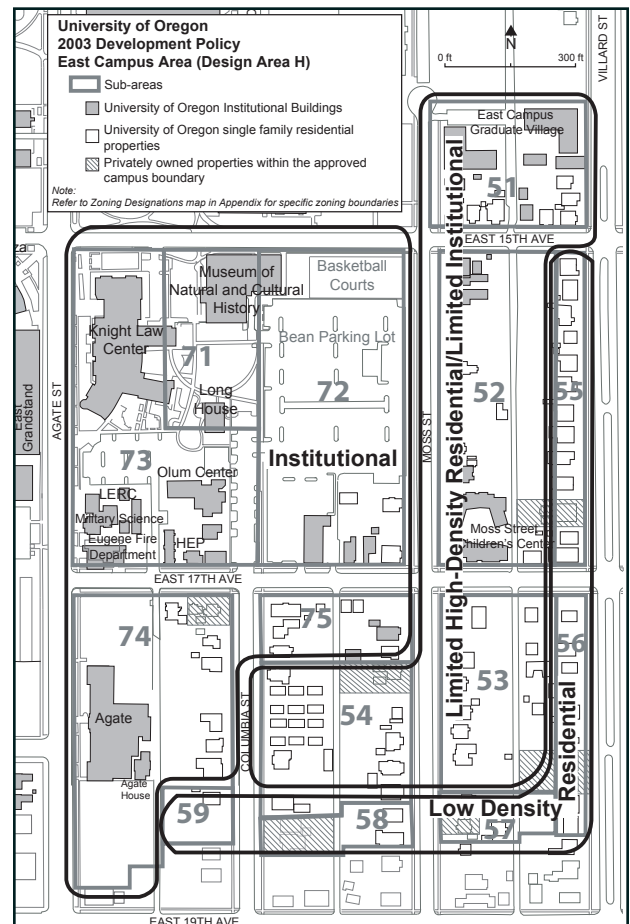 University of Oregon
2003 Development Policy
East Campus Area (Design Area H)
Sub-areas
University of Oregon Institutional Buildings
University of Oregon single family residential
properties
Privately owned properties within the approved
campus boundary
Note:
Refer to Zoning Designations map in Appendix for specific zoning boundaries
N
0 ft
300 ft
VILLARD ST
East Campus
Graduate Village
51
EAST 15TH AVE
Limited High-Density Residential/Limited Institutional
Museum of
Natural and Cultural
History
Basketball
Courts
Knight Law
Center
71
Bean Parking Lot
Long
House
72
52
55
East
Grandstand
AGATE ST
MOSS ST
73
Olum Center
Institutional
LERC
Military Science
Eugene Fire
Department
HEP
Moss Street
Children's Center
EAST 17TH AVE
74
75
56
53
54
Agate
COLUMBIA ST
Residential
Agate
House
59
58
Low Density
57
EAST 19TH AVE